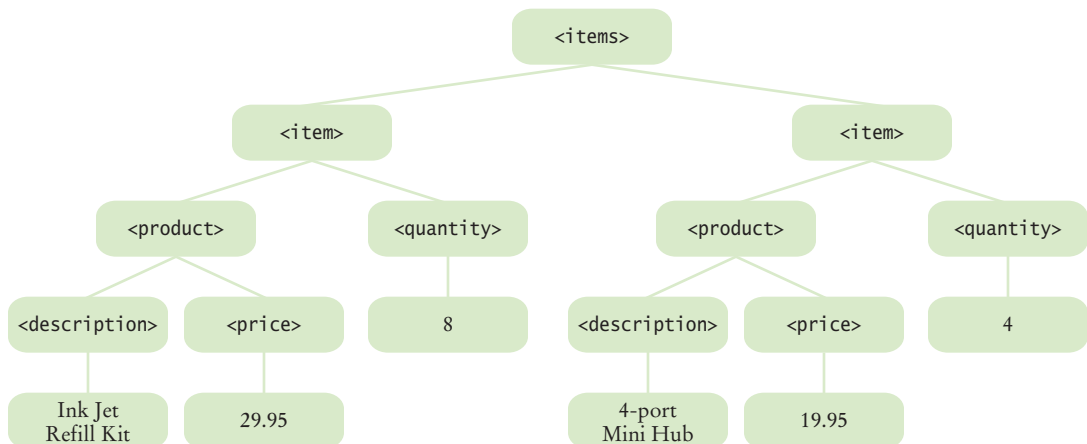 <items>
<item>
<item>
<product>
<quantity>
<product>
<quantity>
<description>
<price>
8
<description>
<price>
4
Ink Jet
Refill Kit
29.95
4-port
Mini Hub
19.95